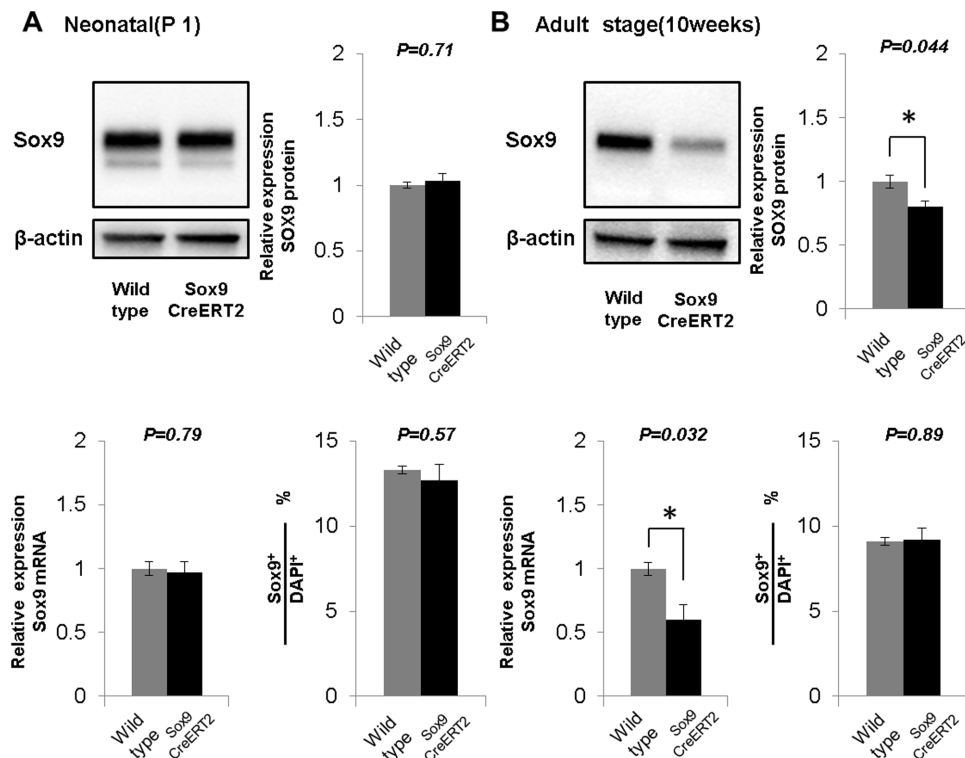 A Neonatal(P 1)
Sox9
β-actin
Wild
type
Sox9
CreERT2
P=0.71
Relative expression
SOX9 protein
2
1.5
1
0.5
0
Wild
type
Sox9
CreERT2
P=0.79
Relative expression
Sox9 mRNA
2
1.5
1
0.5
0
Wild
type
Sox9
CreERT2
P=0.57
Sox9+
DAPI+
%
15
10
5
0
Wild
type
Sox9
CreERT2
B Adult stage(10weeks)
Sox9
β-actin
Wild
type
Sox9
CreERT2
P=0.044
Relative expression
SOX9 protein
2
1.5
1
0.5
0
*
Wild
type
Sox9
CreERT2
P=0.032
Relative expression
Sox9 mRNA
2
1.5
1
0.5
0
*
Wild
type
Sox9
CreERT2
P=0.89
Sox9+
DAPI+
%
15
10
5
0
Wild
type
Sox9
CreERT2